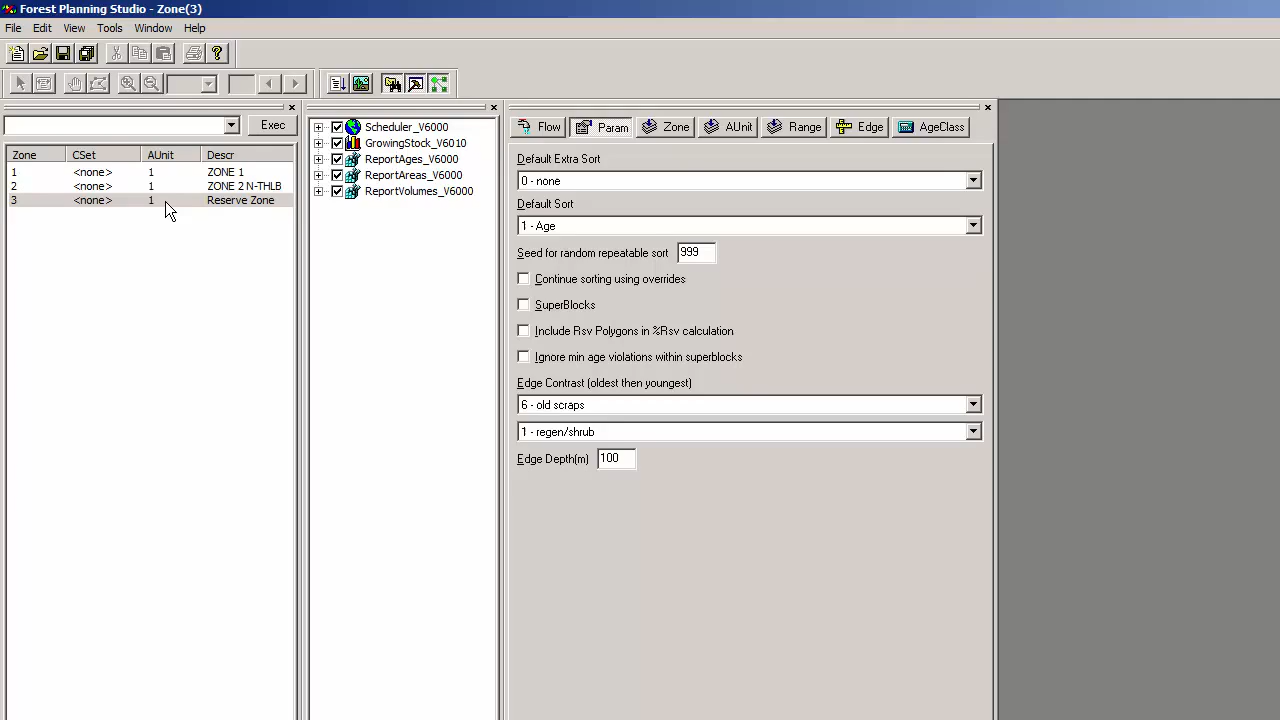 Forest Planning Studio - Zone(3)
File Edit View Tools Window Help
Exec
Zone CSet AUnit Descr
1 <none> 1 ZONE 1
2 <none> 1 ZONE 2 N-THLB
3 <none> 1 Reserve Zone
Scheduler_V6000
GrowingStock_V6010
ReportAges_V6000
ReportAreas_V6000
ReportVolumes_V6000
Flow Param Zone AUnit Range Edge AgeClass
Default Extra Sort
0 - none
Default Sort
1 - Age
Seed for random repeatable sort 999
Continue sorting using overrides
SuperBlocks
Include Rsv Polygons in %Rsv calculation
Ignore min age violations within superblocks
Edge Contrast (oldest then youngest)
6 - old scraps
1 - regen/shrub
Edge Depth(m) 100